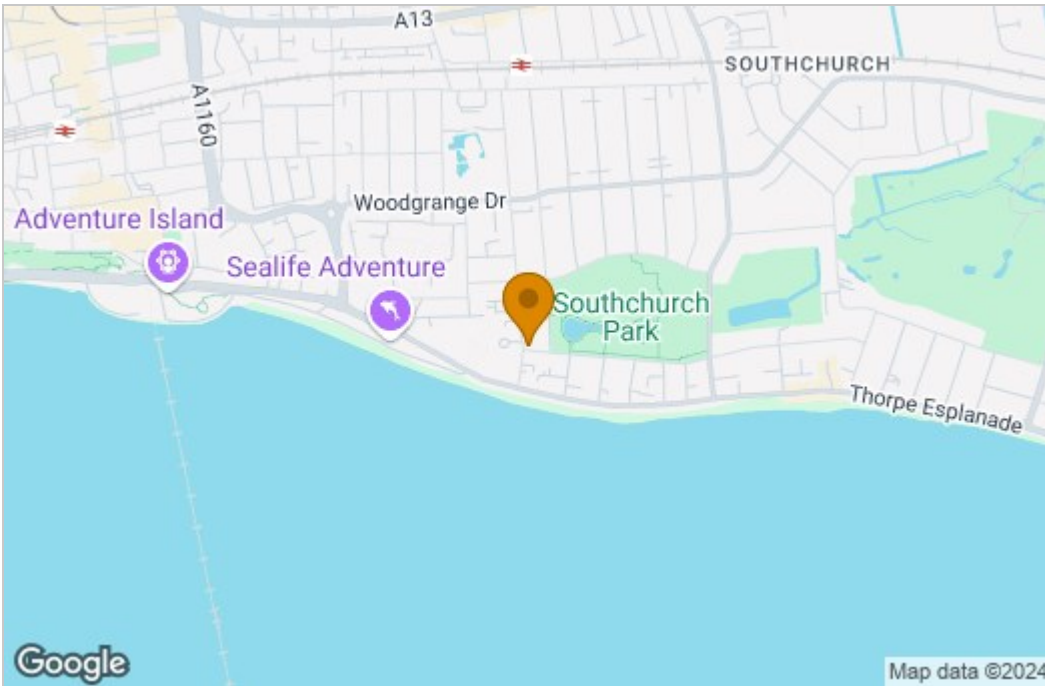 A13
SOUTHCHURCH
A1160
Woodgrange Dr
Adventure Island
Sealife Adventure
Southchurch
Park
Thorpe Esplanade
Google
Map data ©2024